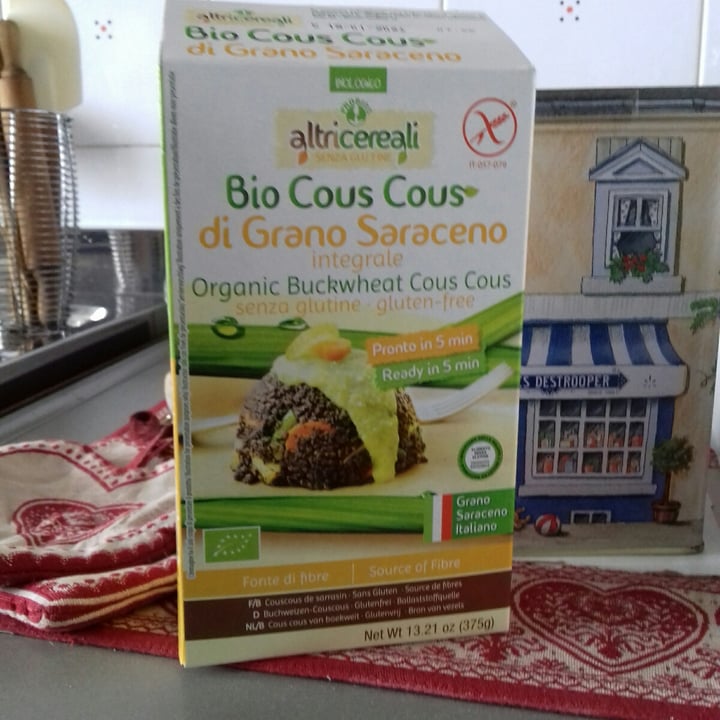 altricereali
Bio Cous Cous
di Grano Saraceno
BIOLOGICO
altricereali
SENZA GLUTINE
Bio Cous Cous
di Grano Saraceno
integrale
Organic Buckwheat Cous Cous
senza glutine - gluten-free
Pronto in 5 min
Ready in 5 min
S DESTROOPER
Grano
Saraceno
Italiano
Fonte di fibre
Source of Fibre
F/B Couscous de sarrasin - Sans Gluten - Source de fibres
D Buchweizen-Couscous - Glutenfrei - Ballaststoffquelle
NL/B Cous cous van boekweit - Glutenvrij - Bron van vezels
Net Wt 13.21 oz (375g)